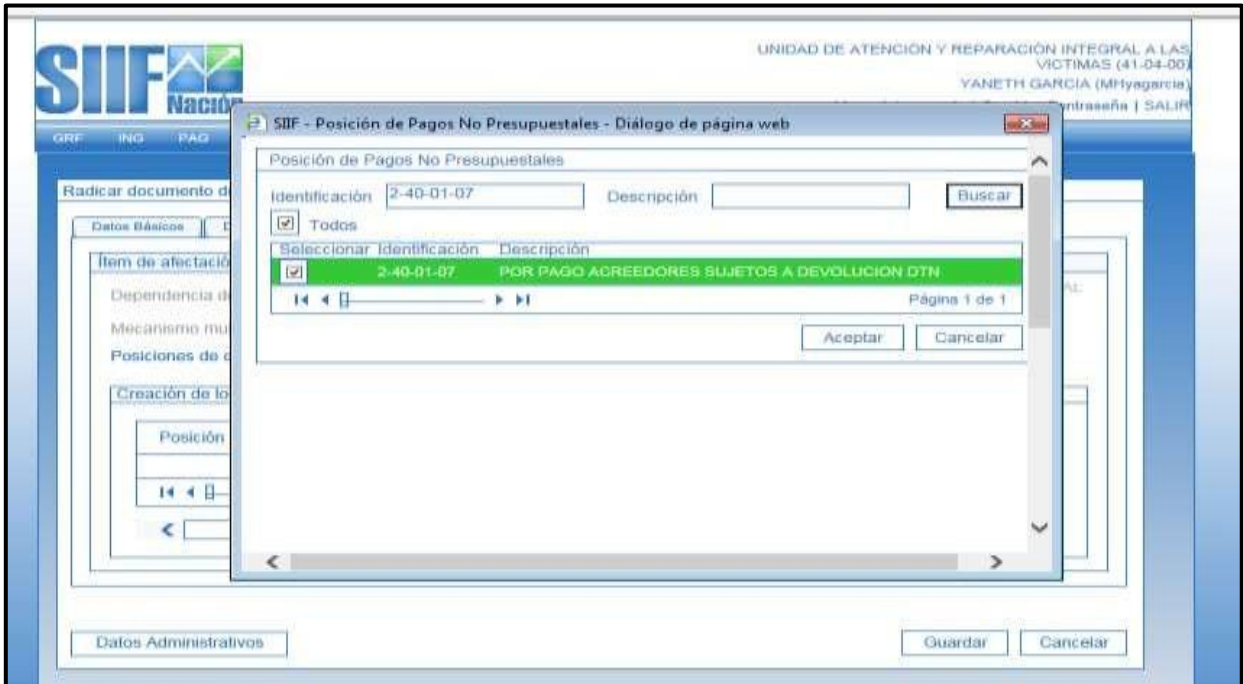 SIIF
Nación
UNIDAD DE ATENCIÓN Y REPARACIÓN INTEGRAL A LAS
VICTIMAS (41-04-00)
YANETH GARCIA (MHyagarcia)
| SALIR
GRF ING PAG
SIIF - Posición de Pagos No Presupuestales - Diálogo de página web
Posición de Pagos No Presupuestales
Identificación 2-40-01-07 Descripción Buscar
Todos
Seleccionar Identificación Descripción
2-40-01-07 POR PAGO ACREEDORES SUJETOS A DEVOLUCION DTN
Página 1 de 1
Aceptar Cancelar
Radicar documento d
Datos Básicos
Ítem de afectació
Dependencia d
Mecanismo mu
Posiciones de
Creación de lo
Posición
Datos Administrativos Guardar Cancelar